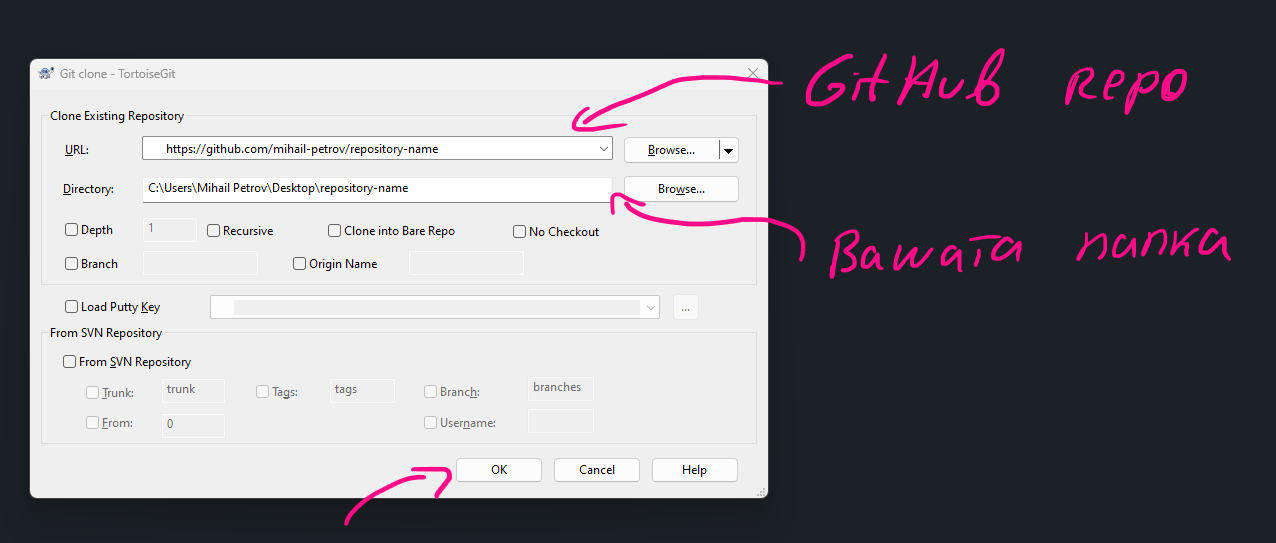 Git clone - TortoiseGit
GitHub repo
Clone Existing Repository
URL: https://github.com/mihail-petrov/repository-name Browse...
Directory: C:\Users\Mihail Petrov\Desktop\repository-name Browse...
Вашата папка
Depth 1 Recursive Clone into Bare Repo No Checkout
Branch Origin Name
Load Putty Key ...
From SVN Repository
From SVN Repository
Trunk: trunk Tags: tags Branch: branches
From: 0 Username:
OK Cancel Help